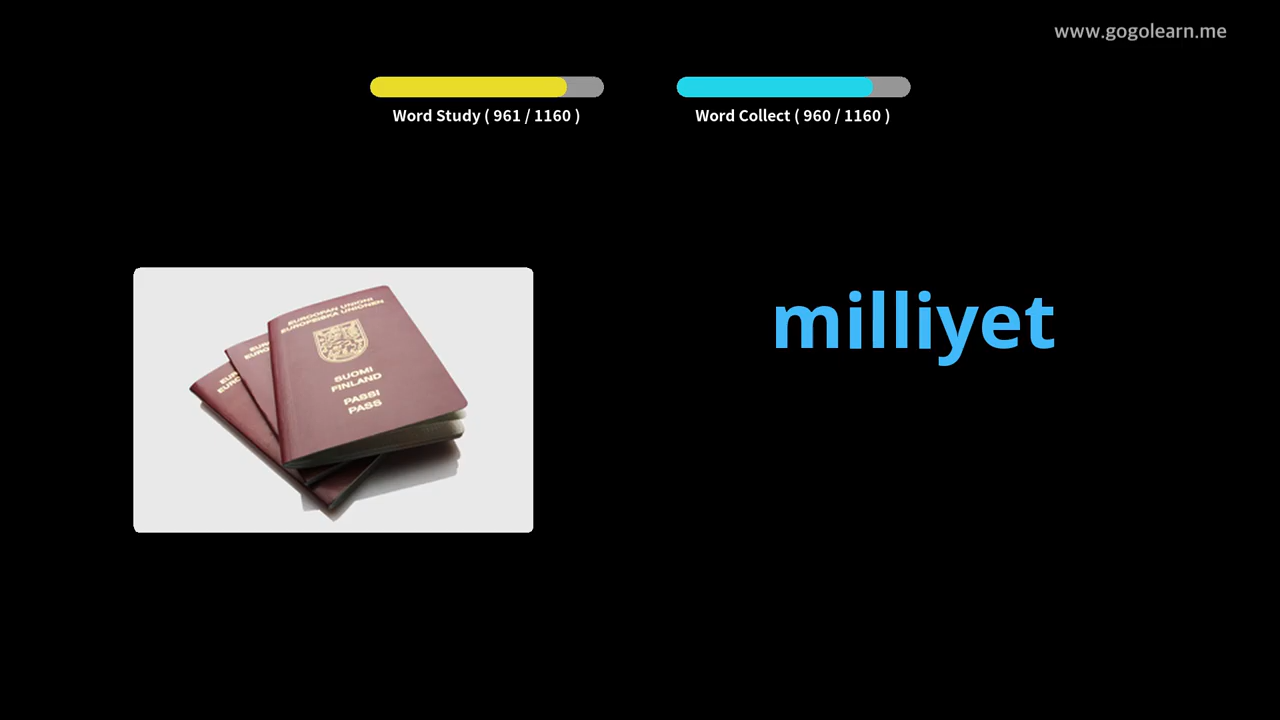 www.gogolearn.me
Word Study ( 961 / 1160 )
Word Collect ( 960 / 1160 )
milliyet
EUROOPAN UNIONI
EUROPEISKA UNIONEN
SUOMI
FINLAND
PASSI
PASS